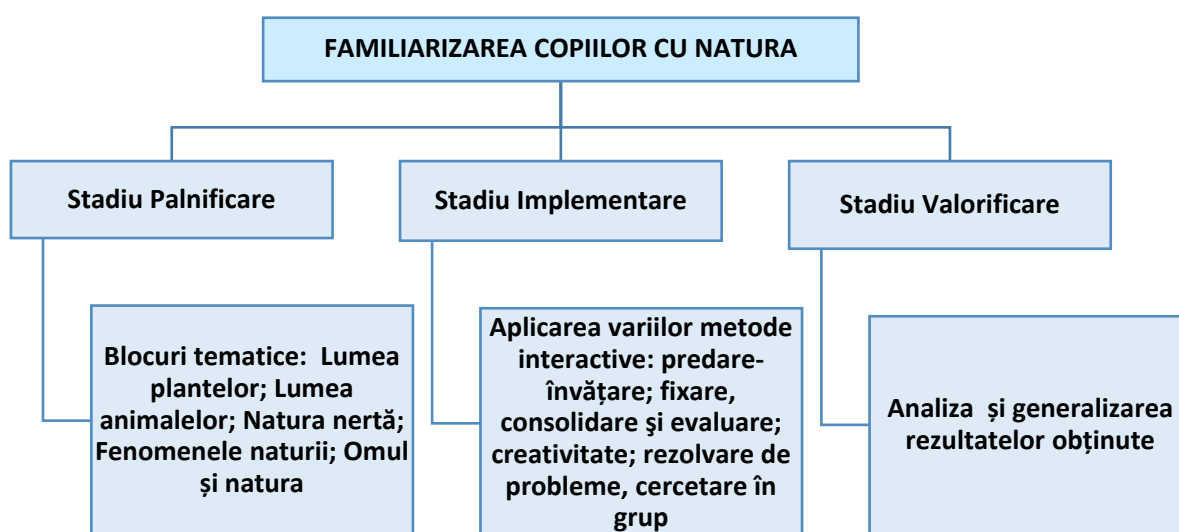 FAMILIARIZAREA COPIILOR CU NATURA
Stadiu Palnificare
Stadiu Implementare
Stadiu Valorificare
Blocuri tematice: Lumea
plantelor; Lumea
animalelor; Natura nertă;
Fenomenele naturii; Omul
și natura
Aplicarea variilor metode
interactive: predare-
învățare; fixare,
consolidare şi evaluare;
creativitate; rezolvare de
probleme, cercetare în
grup
Analiza și generalizarea
rezultatelor obținute